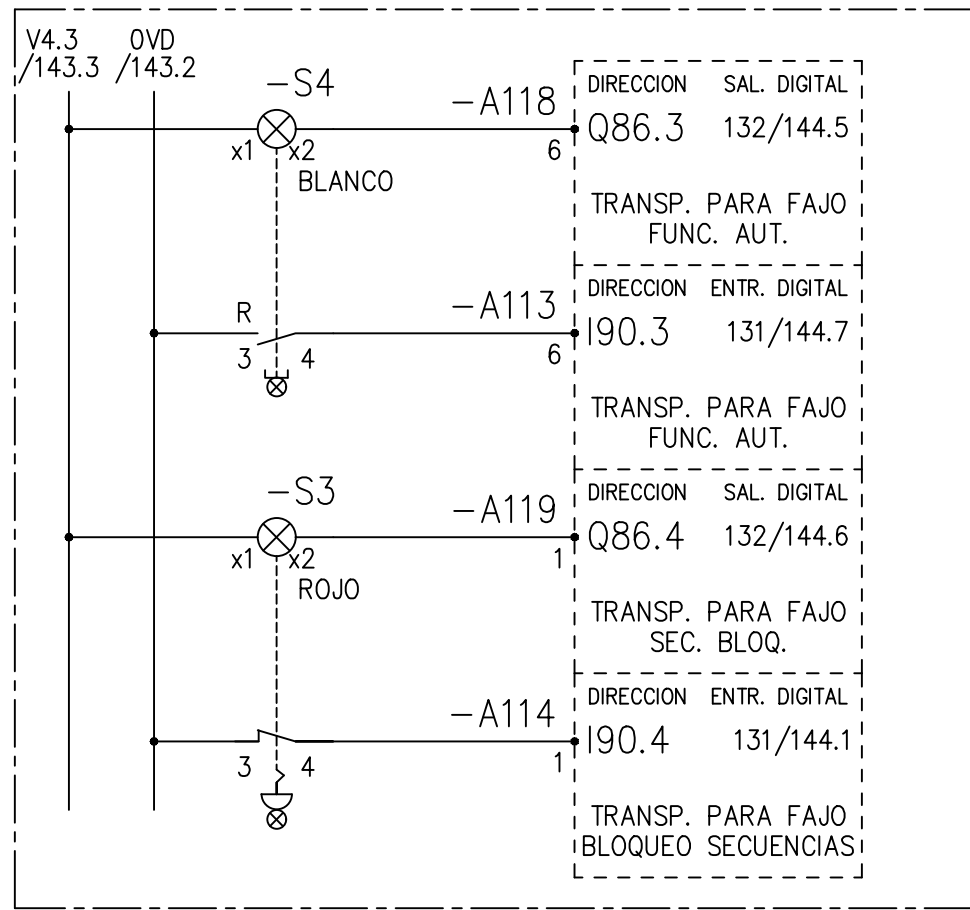 V4.3 0VD
/143.3 /143.2
-S4
-A118
DIRECCION SAL. DIGITAL
Q86.3 132/144.5
x1 x2
6
BLANCO
TRANSP. PARA FAJO
FUNC. AUT.
-A113
DIRECCION ENTR. DIGITAL
R
I90.3 131/144.7
3 4
6
TRANSP. PARA FAJO
FUNC. AUT.
-S3
-A119
DIRECCION SAL. DIGITAL
Q86.4 132/144.6
x1 x2
1
ROJO
TRANSP. PARA FAJO
SEC. BLOQ.
-A114
DIRECCION ENTR. DIGITAL
I90.4 131/144.1
3 4
1
TRANSP. PARA FAJO
BLOQUEO SECUENCIAS